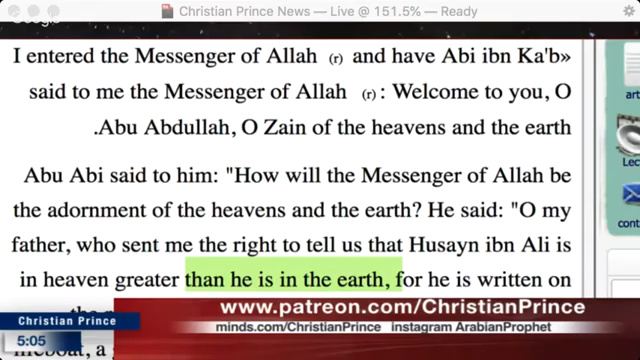 Christian Prince News — Live @ 151.5% — Ready
I entered the Messenger of Allah (r) and have Abi ibn Ka'b»
said to me the Messenger of Allah (r) : Welcome to you, O
.Abu Abdullah, O Zain of the heavens and the earth
Abu Abi said to him: "How will the Messenger of Allah be
the adornment of the heavens and the earth? He said: "O my
father, who sent me the right to tell us that Husayn ibn Ali is
in heaven greater than he is in the earth, for he is written on
art
Lec
cont
www.patreon.com/ChristianPrince
Christian Prince
minds.com/ChristianPrince instagram ArabianProphet
5:05